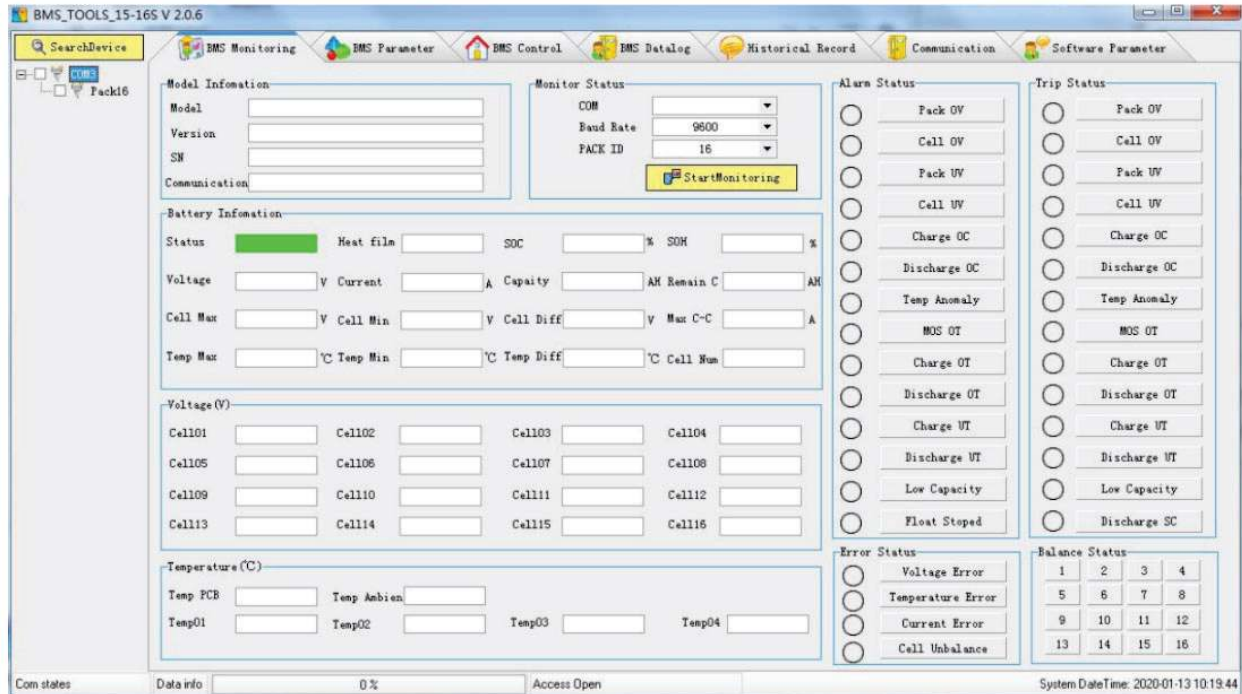 BMS_TOOLS_15-16S V 2.0.6
SearchDevice
BMS Monitoring
BMS Parameter
BMS Control
BMS Datalog
Historical Record
Communication
Software Parameter
COM3
Pack16
Model Infomation
Model
Version
SN
Communication
Monitor Status
COM
Baud Rate 9600
PACK ID 16
StartMonitoring
Battery Infomation
Status Heat film SOC % SOH %
Voltage V Current A Capaity AH Remain C AH
Cell Max V Cell Min V Cell Diff V Max C-C A
Temp Max ℃ Temp Min ℃ Temp Diff ℃ Cell Num
Voltage(V)
Cell01 Cell02 Cell03 Cell04
Cell05 Cell06 Cell07 Cell08
Cell09 Cell10 Cell11 Cell12
Cell13 Cell14 Cell15 Cell16
Temperature(℃)
Temp PCB Temp Ambien
Temp01 Temp02 Temp03 Temp04
Alarm Status
Pack OV
Cell OV
Pack UV
Cell UV
Charge OC
Discharge OC
Temp Anomaly
MOS OT
Charge OT
Discharge OT
Charge UT
Discharge UT
Low Capacity
Float Stoped
Trip Status
Pack OV
Cell OV
Pack UV
Cell UV
Charge OC
Discharge OC
Temp Anomaly
MOS OT
Charge OT
Discharge OT
Charge UT
Discharge UT
Low Capacity
Discharge SC
Error Status
Voltage Error
Temperature Error
Current Error
Cell Unbalance
Balance Status
1 2 3 4
5 6 7 8
9 10 11 12
13 14 15 16
Com states
Data info
0 %
Access Open
System DateTime: 2020-01-13 10:19:44